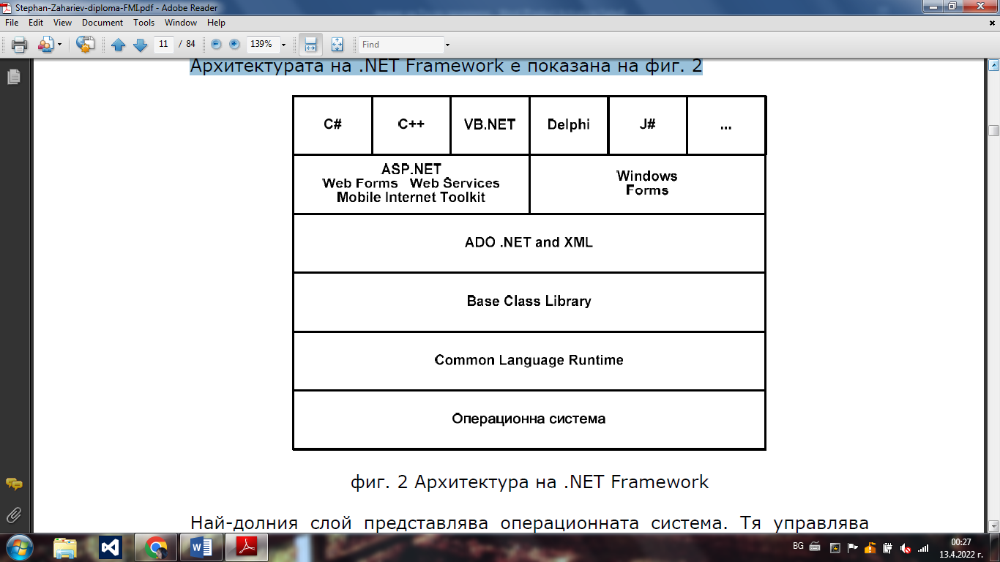 Stephan-Zahariev-diploma-FMI.pdf - Adobe Reader
File Edit View Document Tools Window Help
11 / 84 139% Find
Архитектурата на .NET Framework е показана на фиг. 2
C# C++ VB.NET Delphi J# ...
ASP.NET
Web Forms Web Services
Mobile Internet Toolkit
Windows
Forms
ADO .NET and XML
Base Class Library
Common Language Runtime
Операционна система
фиг. 2 Архитектура на .NET Framework
Най-долния слой представлява операционната система. Тя управлява
BG 00:27
13.4.2022 г.